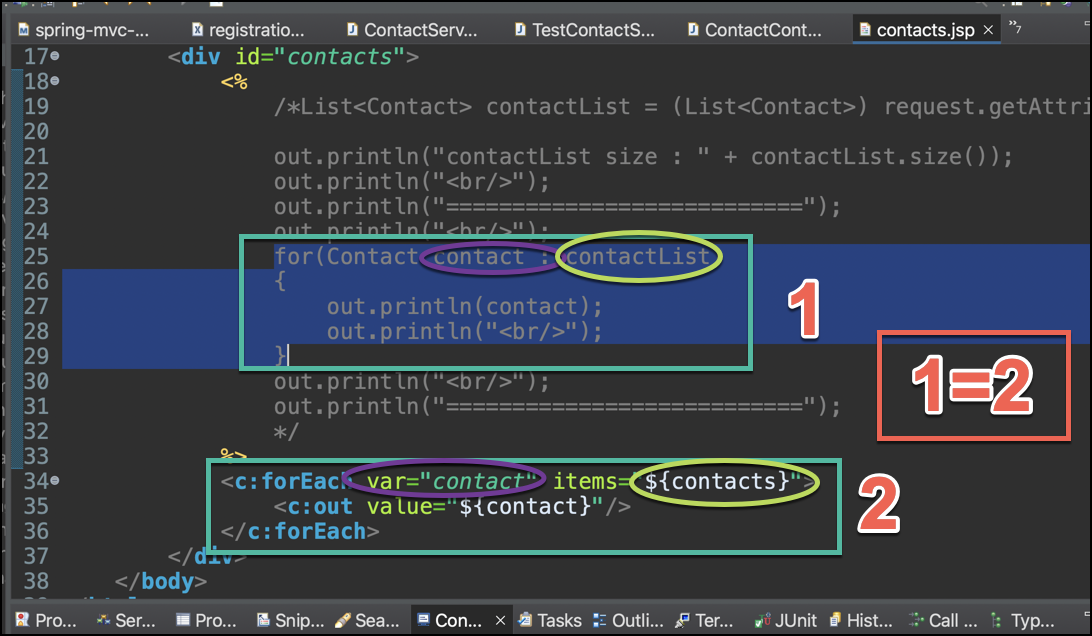 spring-mvc-... registratio... ContactServ... TestContactS... ContactCont... contacts.jsp 7
17 <div id="contacts">
18 <%
19 /*List<Contact> contactList = (List<Contact>) request.getAttri
20
21 out.println("contactList size : " + contactList.size());
22 out.println("<br/>");
23 out.println("===========================");
24 out.println("<br/>");
25 for(Contact contact : contactList
26 {
27 out.println(contact);
28 out.println("<br/>");
29 }
30 out.println("<br/>");
31 out.println("===========================");
32 */
33 %>
34 <c:forEach var="contact" items="${contacts}">
35 <c:out value="${contact}"/>
36 </c:forEach>
37 </div>
38 </body>
1
1=2
2
Pro... Ser... Pro... Snip... Sea... Con... Tasks Outli... Ter... JUnit Hist... Call ... Typ...